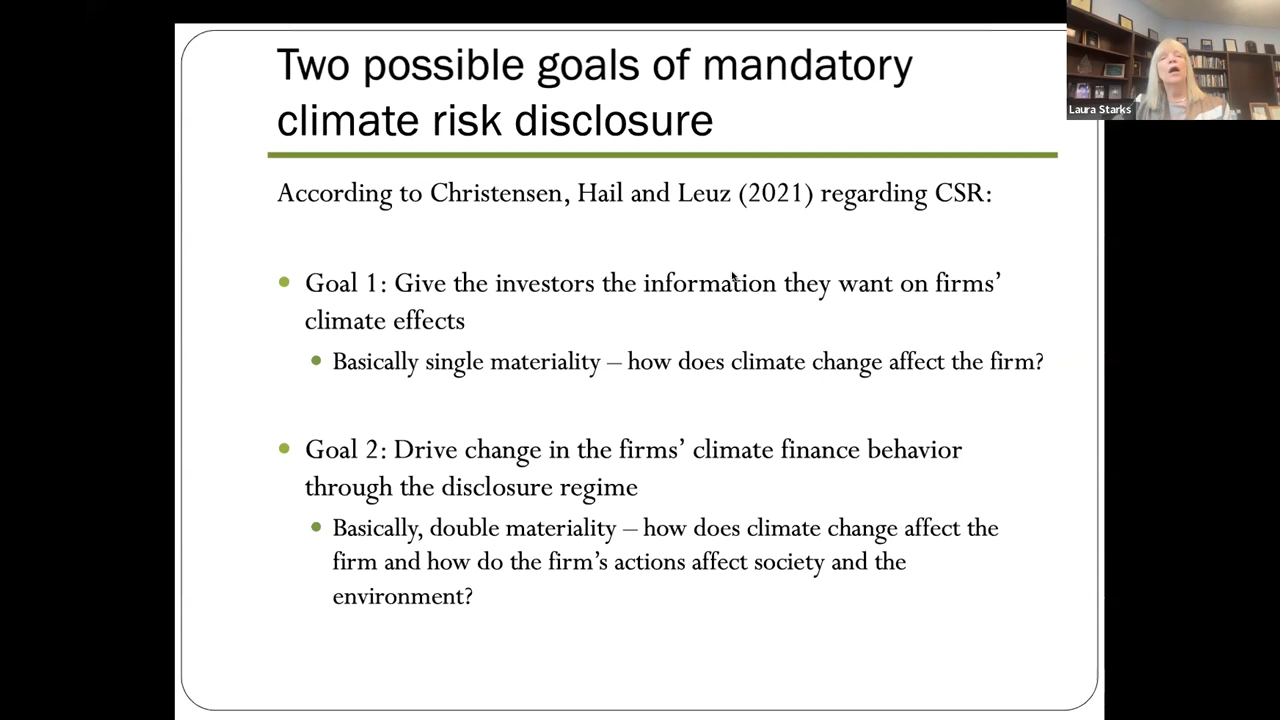 Two possible goals of mandatory
climate risk disclosure
Laura Starks
According to Christensen, Hail and Leuz (2021) regarding CSR:
• Goal 1: Give the investors the information they want on firms’
climate effects
• Basically single materiality – how does climate change affect the firm?
• Goal 2: Drive change in the firms’ climate finance behavior
through the disclosure regime
• Basically, double materiality – how does climate change affect the
firm and how do the firm’s actions affect society and the
environment?